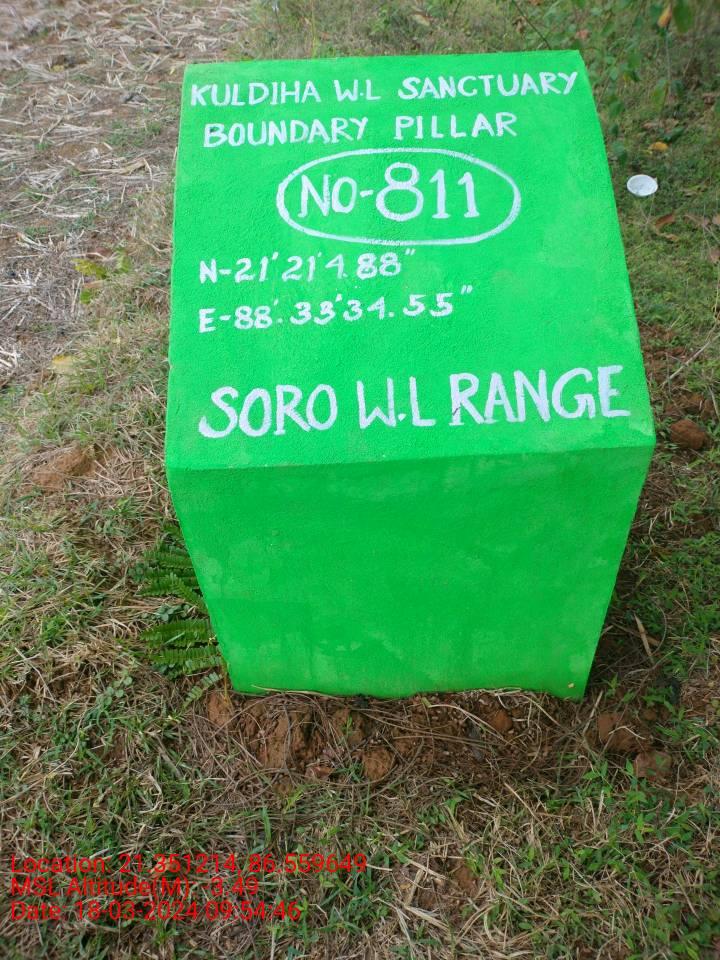 KULDIHA W.L SANCTUARY
BOUNDARY PILLAR
NO-811
N-21'21'4.88"
E-88'.33'34.55"
SORO W.L RANGE
Location: 21.351214, 86.559649
MSL Altitude(M): -3.49
Date: 18-03-2024 09:54:46